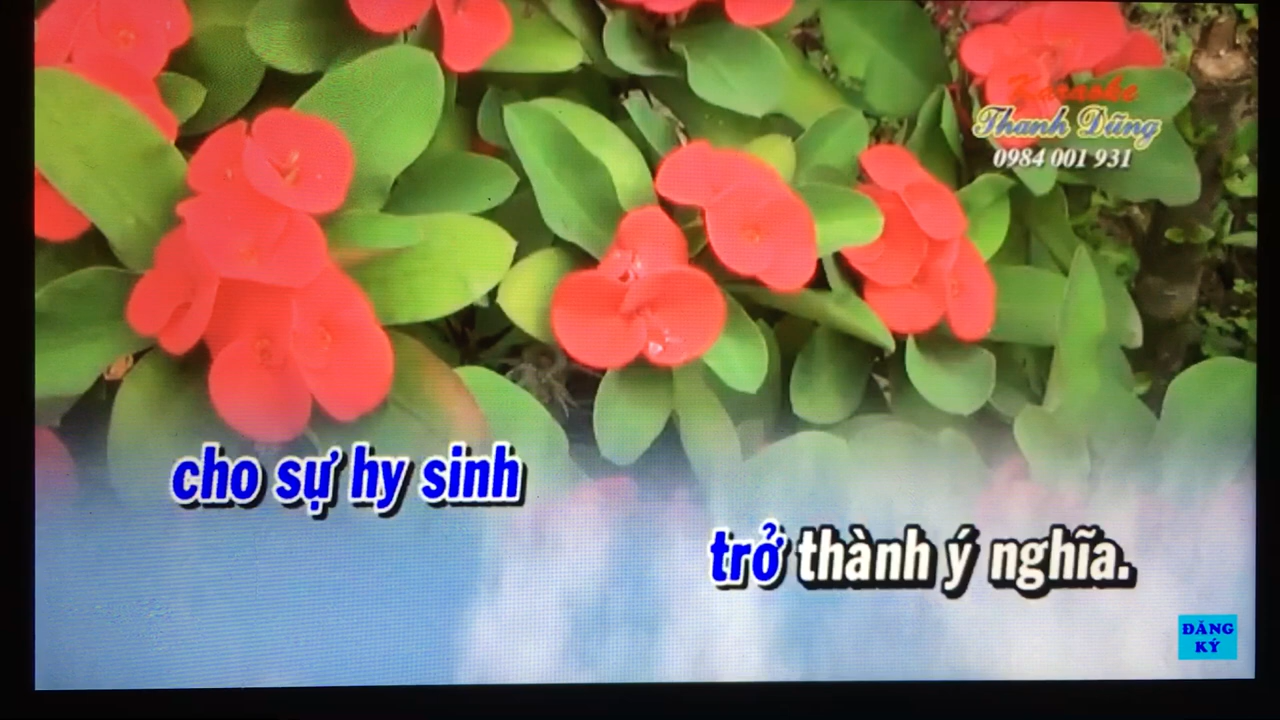 Karaoke
Thanh Dũng
0984 001 931
cho sự hy sinh
trở thành ý nghĩa.
ĐĂNG
KÝ